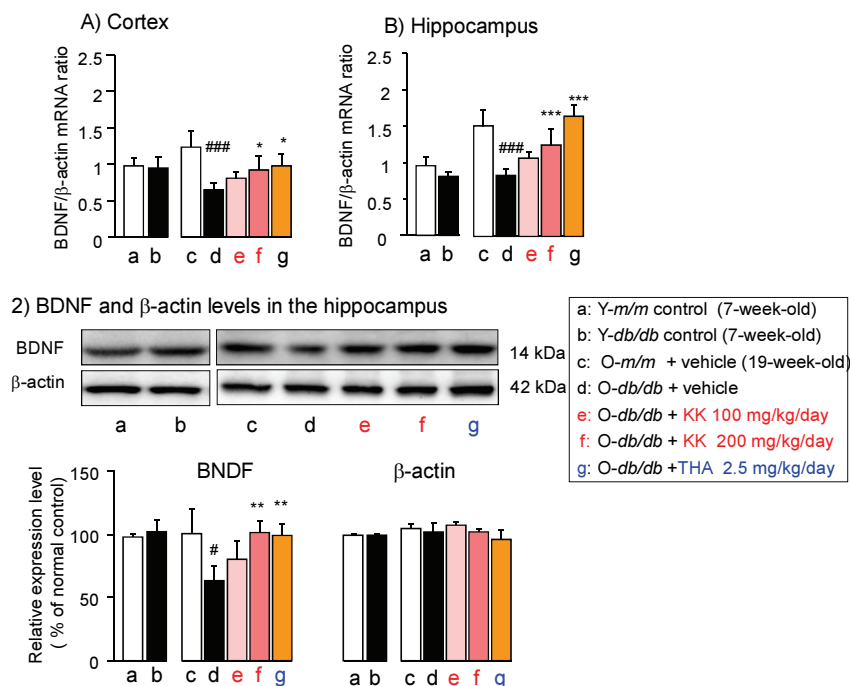 A) Cortex
B) Hippocampus
BDNF/β-actin mRNA ratio
2.5
2
1.5
1
0.5
0
###
*
*
a b c d e f g
BDNF/β-actin mRNA ratio
2.5
2
1.5
1
0.5
0
###
***
***
a b c d e f g
2) BDNF and β-actin levels in the hippocampus
BDNF
14 kDa
β-actin
42 kDa
a b c d e f g
a: Y-m/m control (7-week-old)
b: Y-db/db control (7-week-old)
c: O-m/m + vehicle (19-week-old)
d: O-db/db + vehicle
e: O-db/db + KK 100 mg/kg/day
f: O-db/db + KK 200 mg/kg/day
g: O-db/db +THA 2.5 mg/kg/day
BNDF
β-actin
Relative expression level
( % of normal control)
150
100
50
0
#
**
**
a b c d e f g
a b c d e f g